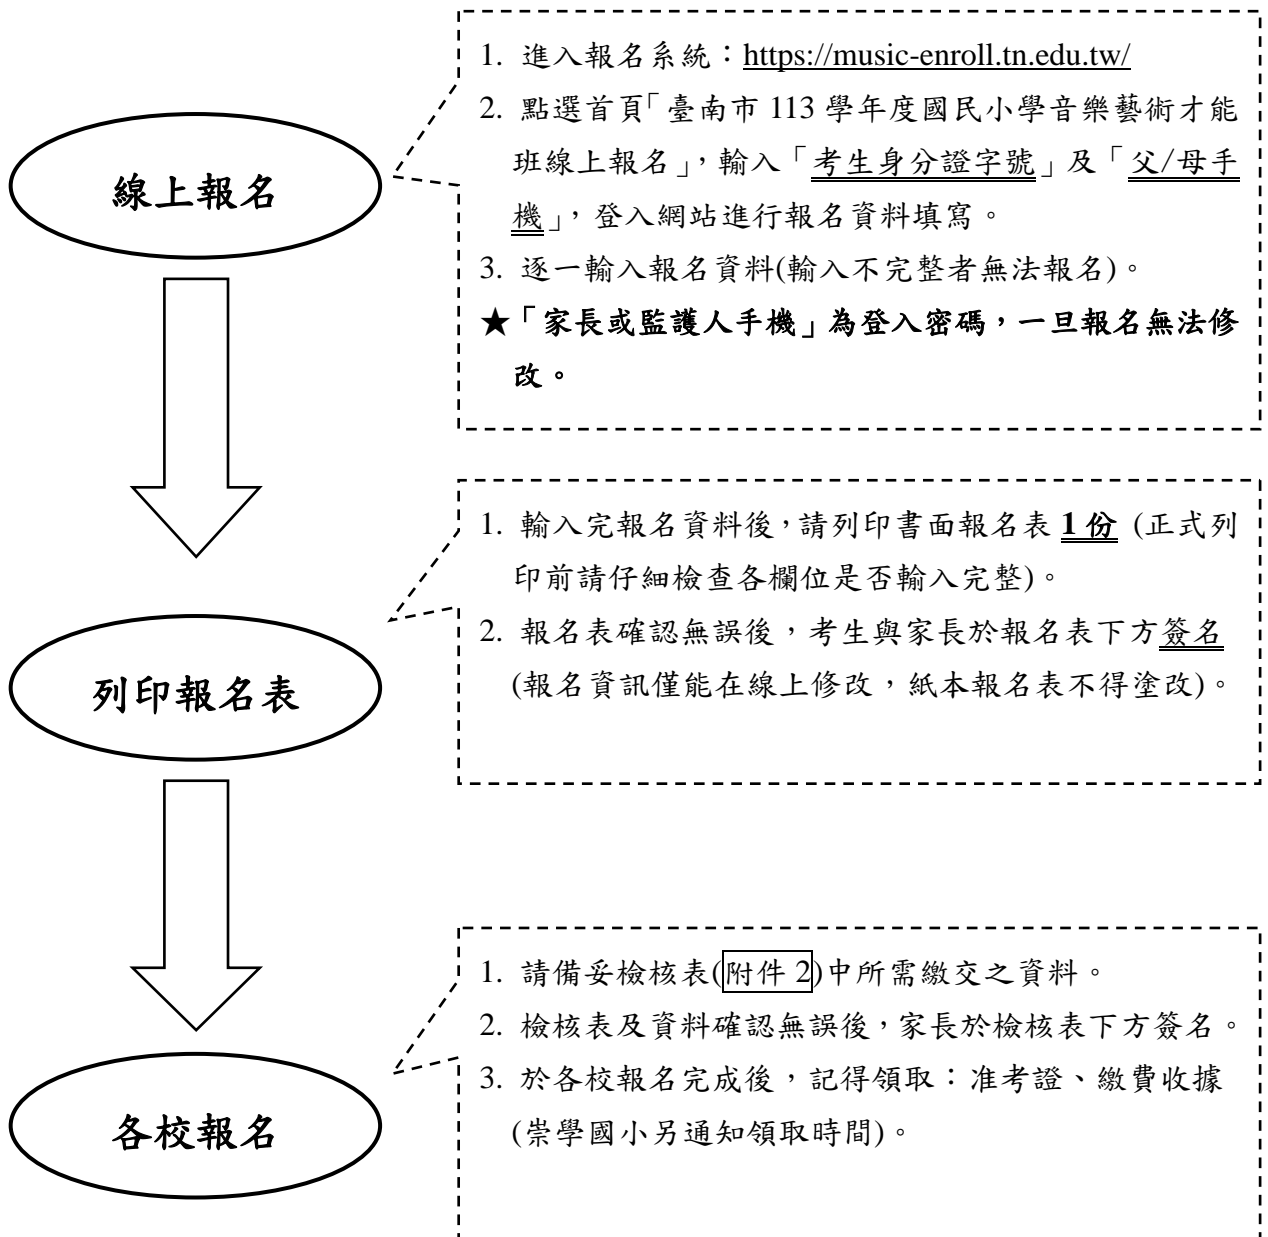 線上報名
1. 進入報名系統：https://music-enroll.tn.edu.tw/
2. 點選首頁「臺南市 113 學年度國民小學音樂藝術才能
班線上報名」，輸入「考生身分證字號」及「父/母手
機」，登入網站進行報名資料填寫。
3. 逐一輸入報名資料(輸入不完整者無法報名)。
★「家長或監護人手機」為登入密碼，一旦報名無法修
改。
列印報名表
1. 輸入完報名資料後，請列印書面報名表 1 份 (正式列
印前請仔細檢查各欄位是否輸入完整)。
2. 報名表確認無誤後，考生與家長於報名表下方簽名
(報名資訊僅能在線上修改，紙本報名表不得塗改)。
各校報名
1. 請備妥檢核表(附件 2)中所需繳交之資料。
2. 檢核表及資料確認無誤後，家長於檢核表下方簽名。
3. 於各校報名完成後，記得領取：准考證、繳費收據
(崇學國小另通知領取時間)。